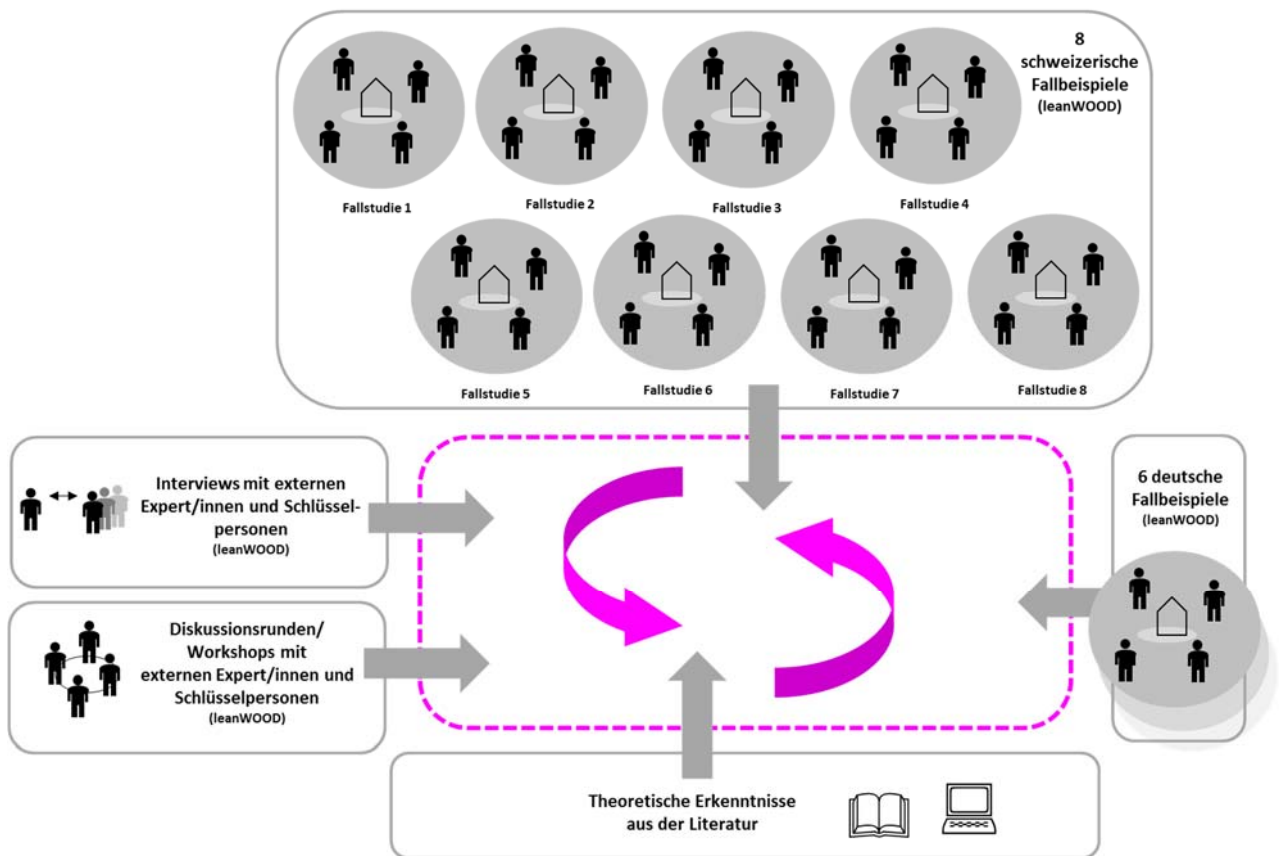 8
schweizerische
Fallbeispiele
(leanWOOD)
Fallstudie 1
Fallstudie 2
Fallstudie 3
Fallstudie 4
Fallstudie 5
Fallstudie 6
Fallstudie 7
Fallstudie 8
Interviews mit externen
Expert/innen und Schlüssel-
personen
(leanWOOD)
6 deutsche
Fallbeispiele
(leanWOOD)
Diskussionsrunden/
Workshops mit
externen Expert/innen und
Schlüsselpersonen
(leanWOOD)
Theoretische Erkenntnisse
aus der Literatur